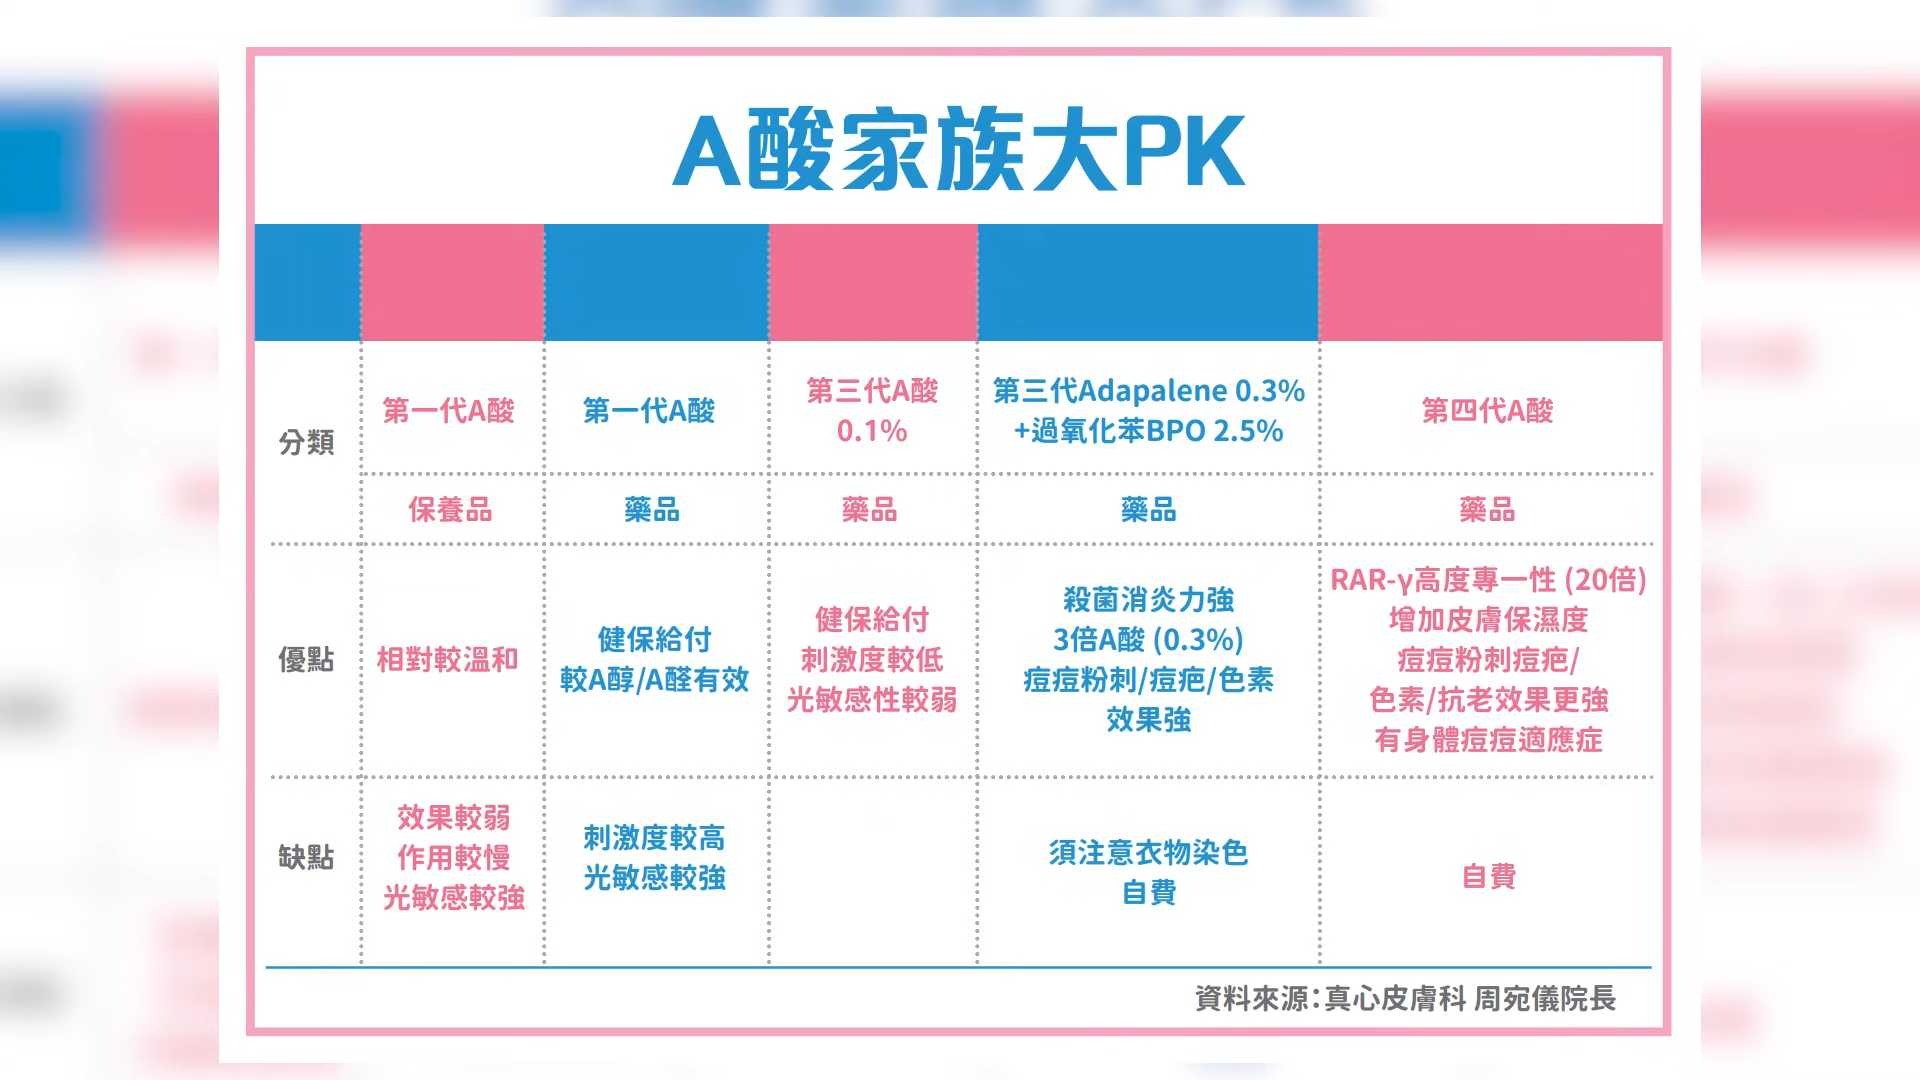 A酸家族大PK
分類
第一代A酸
第一代A酸
第三代A酸
0.1%
第三代Adapalene 0.3%
+過氧化苯BPO 2.5%
第四代A酸
保養品
藥品
藥品
藥品
藥品
優點
相對較溫和
健保給付
較A醇/A醛有效
健保給付
刺激度較低
光敏感性較弱
殺菌消炎力強
3倍A酸 (0.3%)
痘痘粉刺/痘疤/色素
效果強
RAR-γ高度專一性 (20倍)
增加皮膚保濕度
痘痘粉刺痘疤/
色素/抗老效果更強
有身體痘痘適應症
缺點
效果較弱
作用較慢
光敏感較強
刺激度較高
光敏感較強
須注意衣物染色
自費
自費
資料來源：真心皮膚科 周宛儀院長